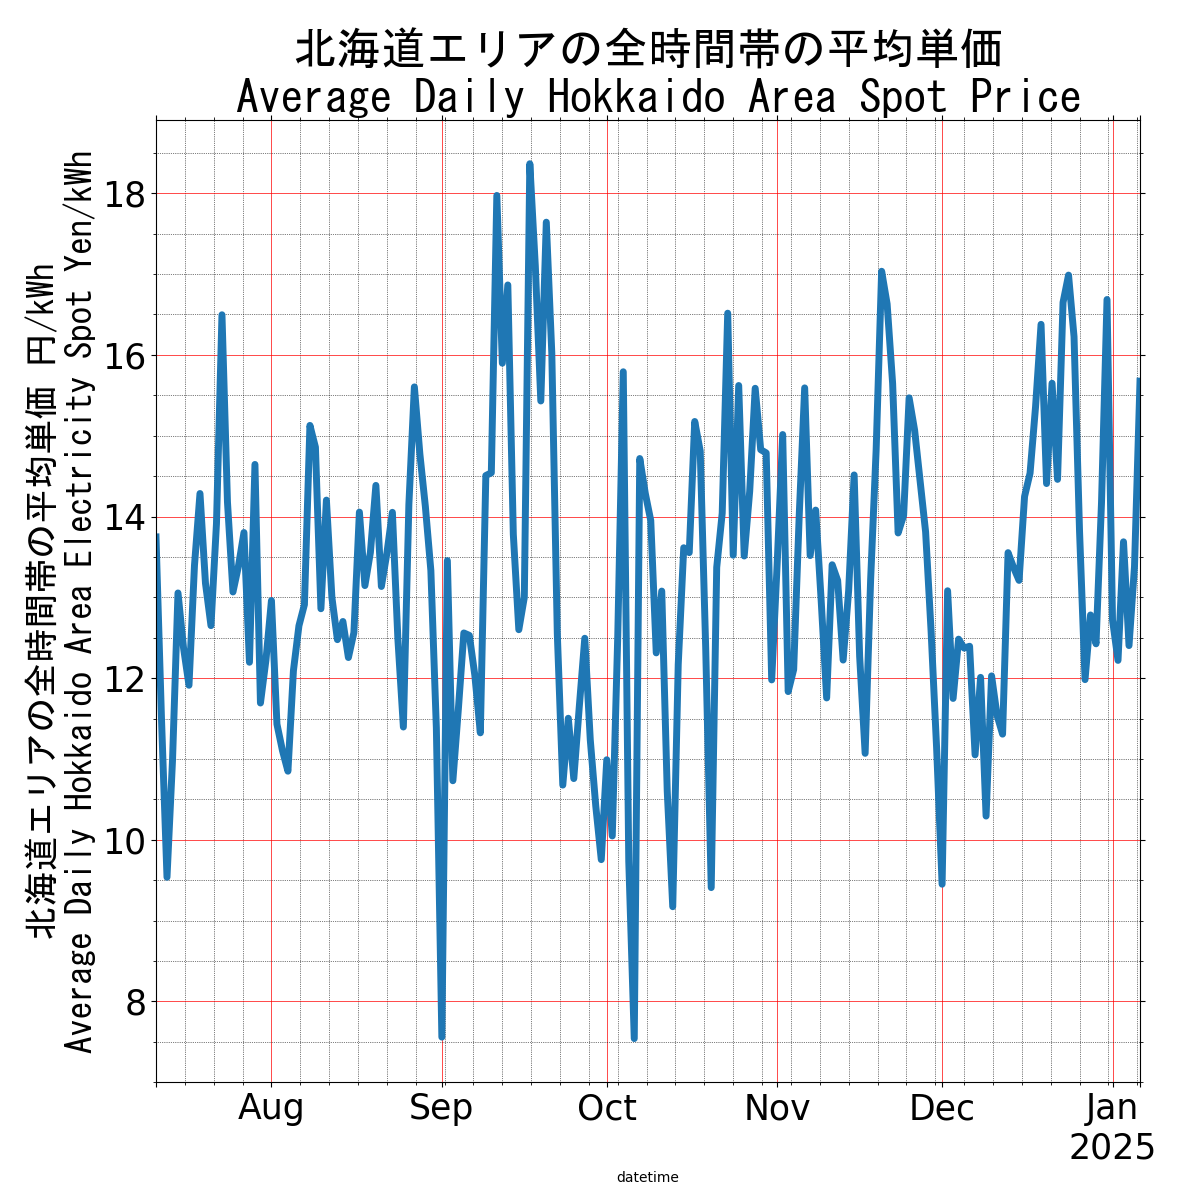 北海道エリアの全時間帯の平均単価
Average Daily Hokkaido Area Spot Price
北海道エリアの全時間帯の平均単価 円/kWh
Average Daily Hokkaido Area Electricity Spot Yen/kWh
18
16
14
12
10
8
Aug
Sep
Oct
Nov
Dec
Jan
2025
datetime